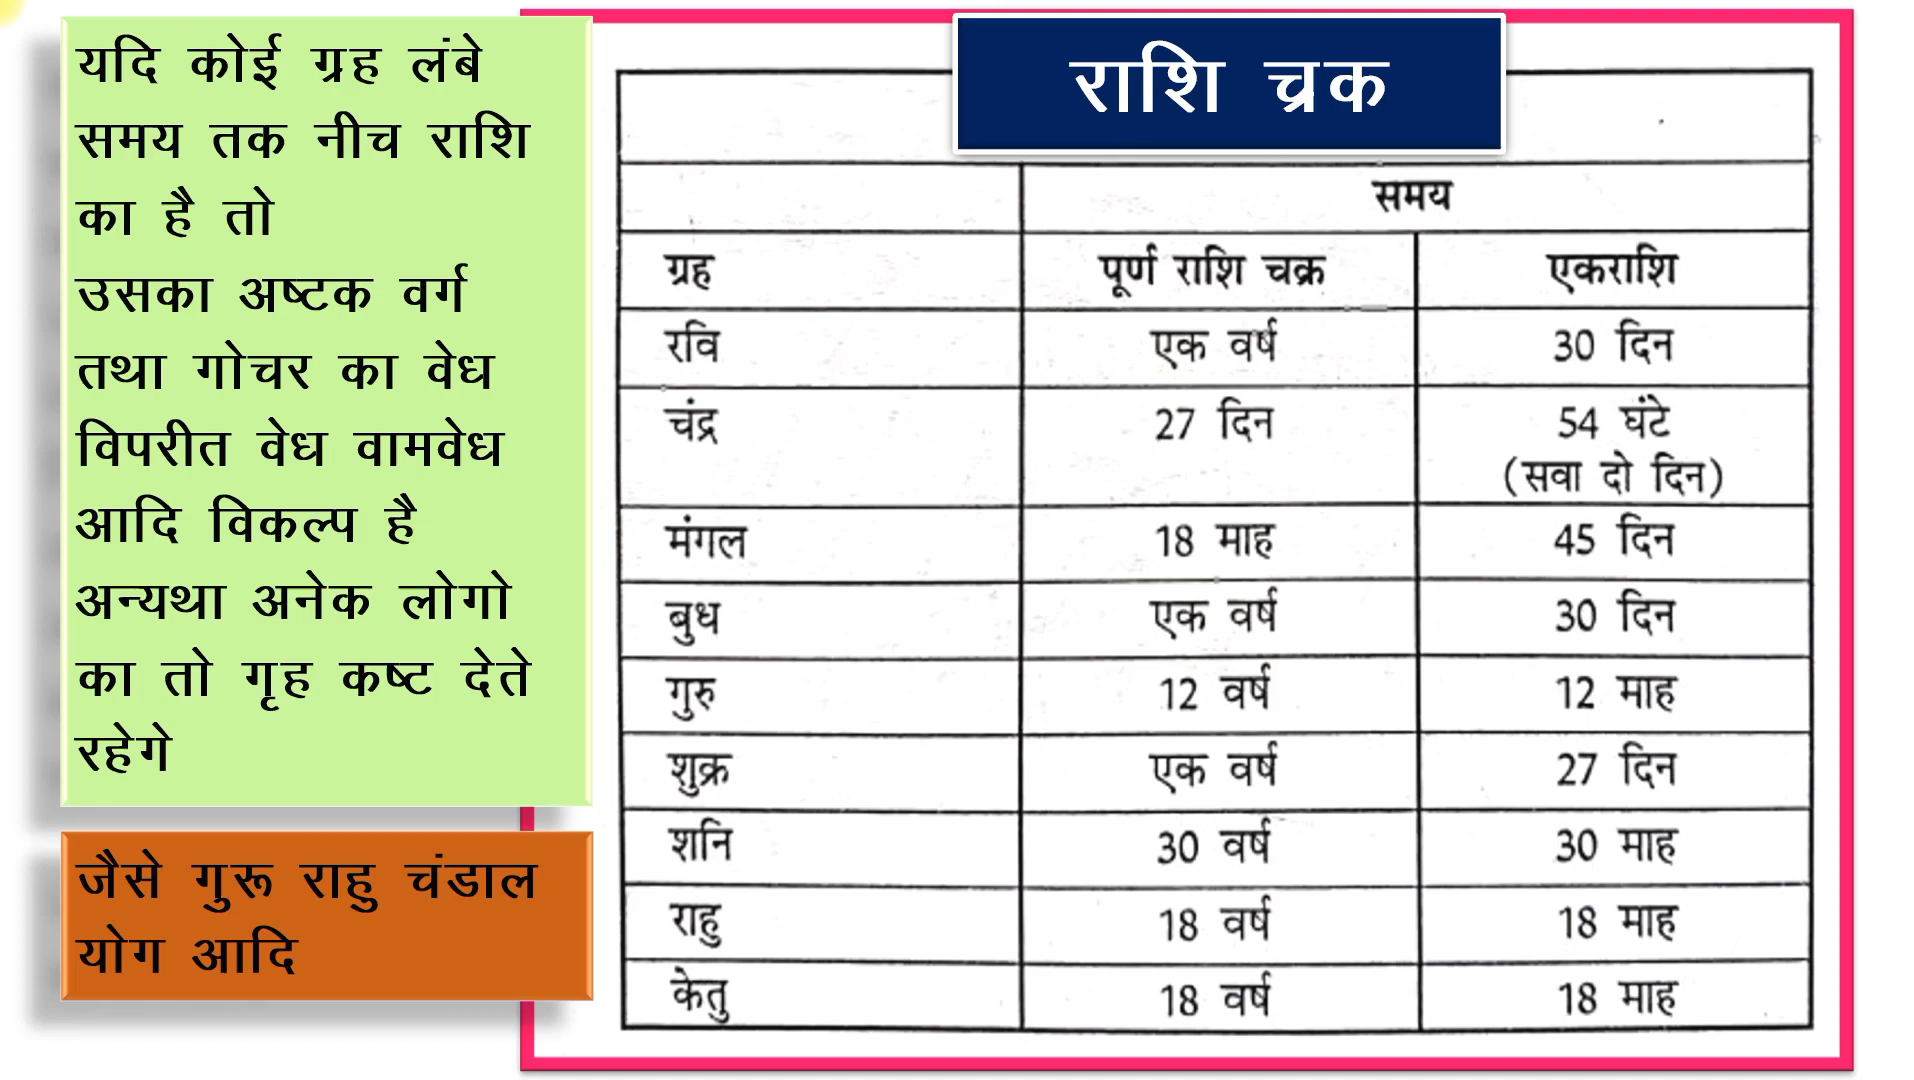 यदि कोई ग्रह लंबे
समय तक नीच राशि
का है तो
उसका अष्टक वर्ग
तथा गोचर का वेध
विपरीत वेध वामवेध
आदि विकल्प है
अन्यथा अनेक लोगो
का तो गृह कष्ट देते
रहेगे
जैसे गुरू राहु चंडाल
योग आदि
राशि च्रक
समय
ग्रह पूर्ण राशि चक्र एकराशि
रवि एक वर्ष 30 दिन
चंद्र 27 दिन 54 घंटे
(सवा दो दिन)
मंगल 18 माह 45 दिन
बुध एक वर्ष 30 दिन
गुरु 12 वर्ष 12 माह
शुक्र एक वर्ष 27 दिन
शनि 30 वर्ष 30 माह
राहु 18 वर्ष 18 माह
केतु 18 वर्ष 18 माह